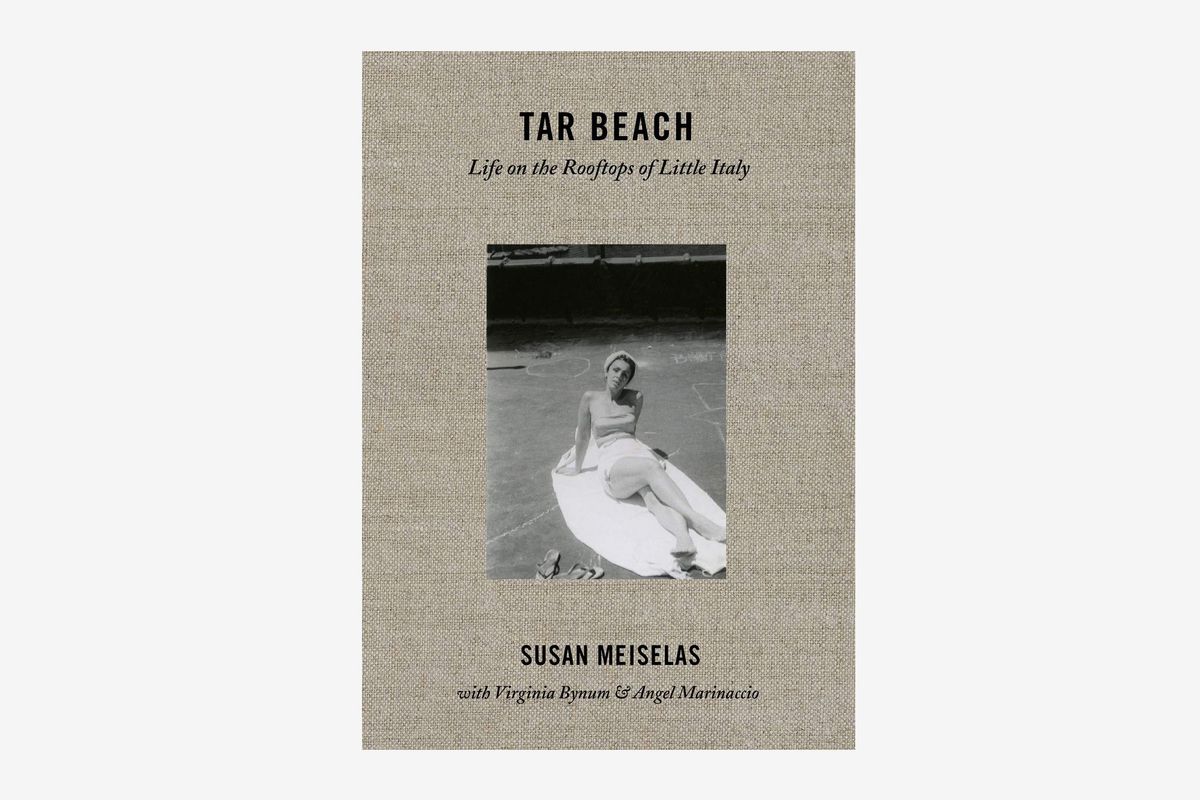 TAR BEACH
Life on the Rooftops of Little Italy
SUSAN MEISELAS
with Virginia Bynum & Angel Marinaccio